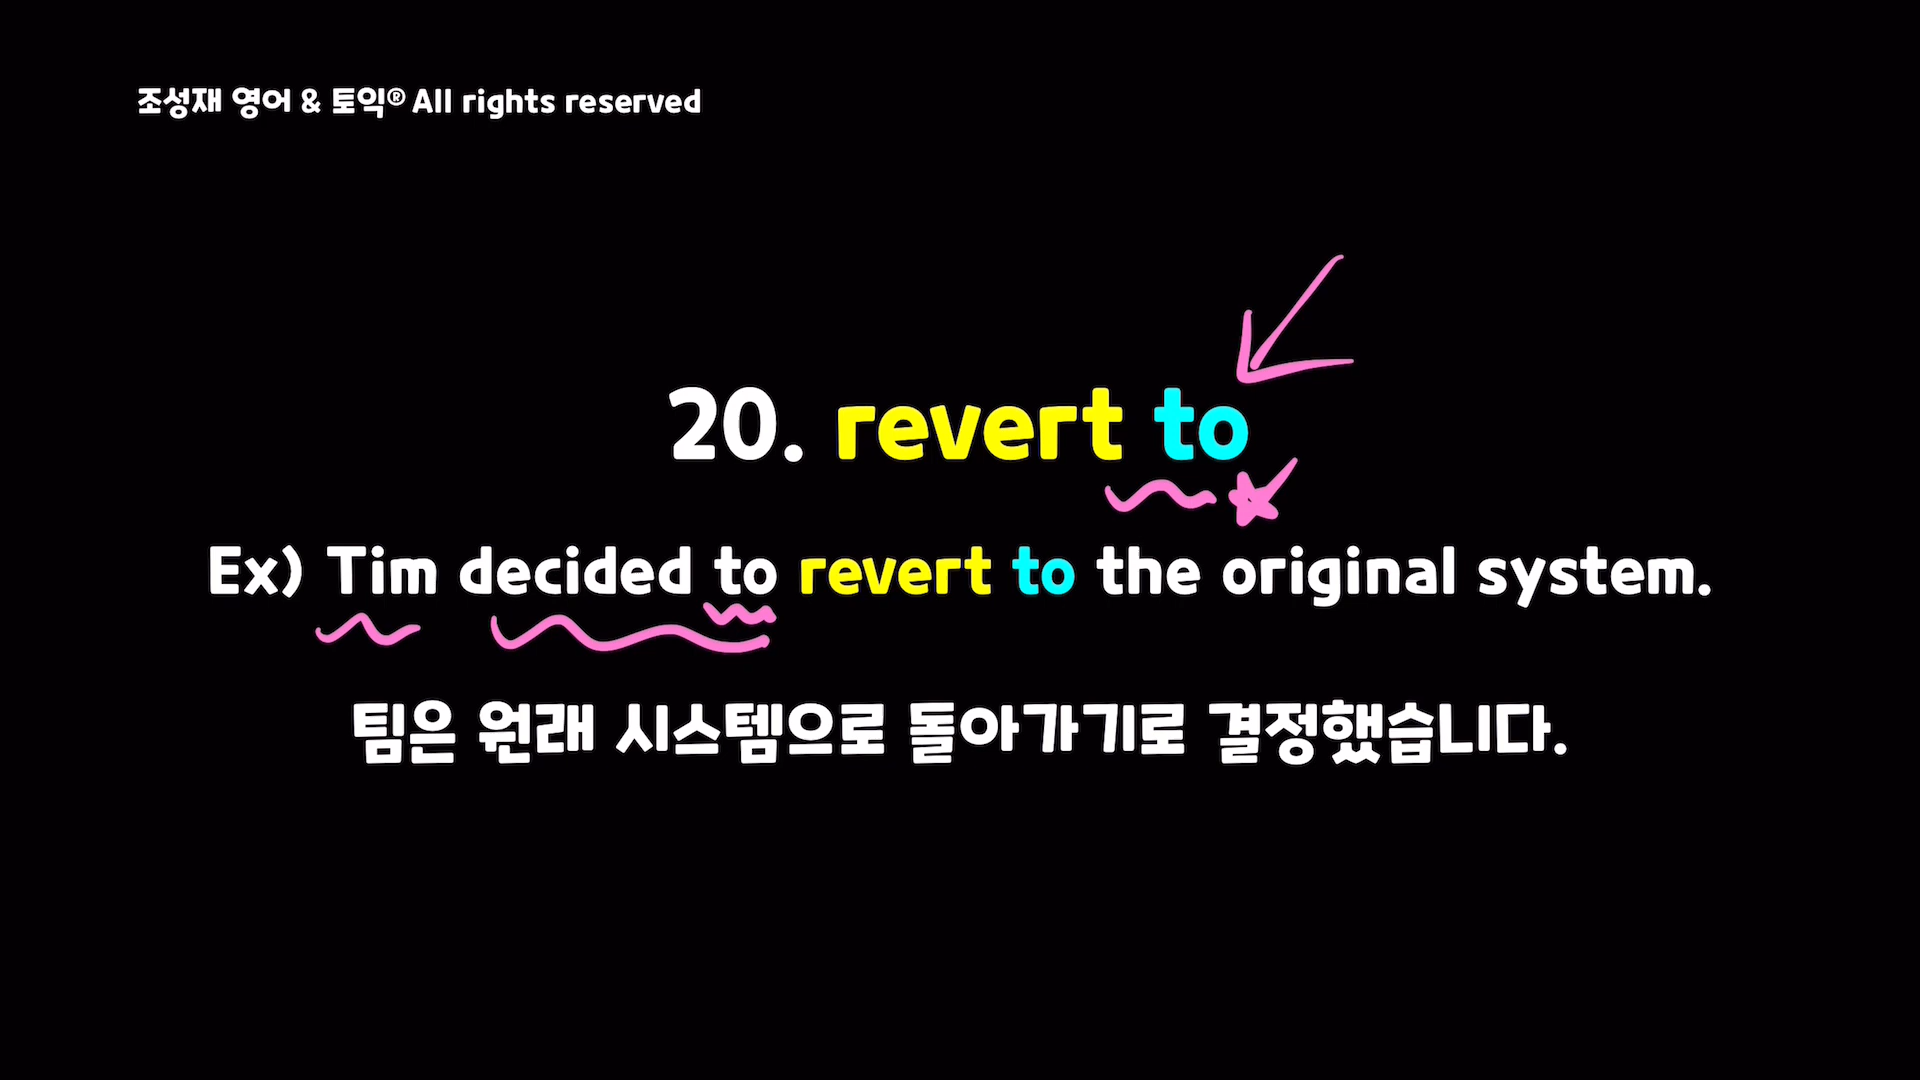 조성재 영어 & 토익® All rights reserved
20. revert to
Ex) Tim decided to revert to the original system.
팀은 원래 시스템으로 돌아가기로 결정했습니다.